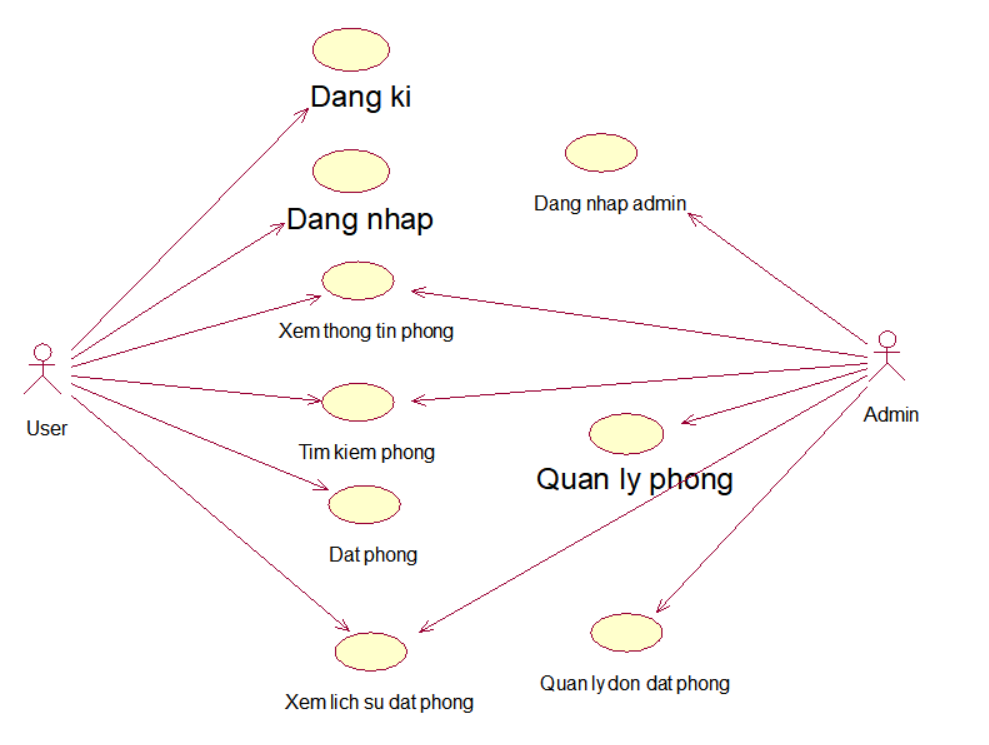 Dang ki
Dang nhap admin
Dang nhap
Xem thong tin phong
User
Admin
Tim kiem phong
Quan ly phong
Dat phong
Quan ly don dat phong
Xem lich su dat phong